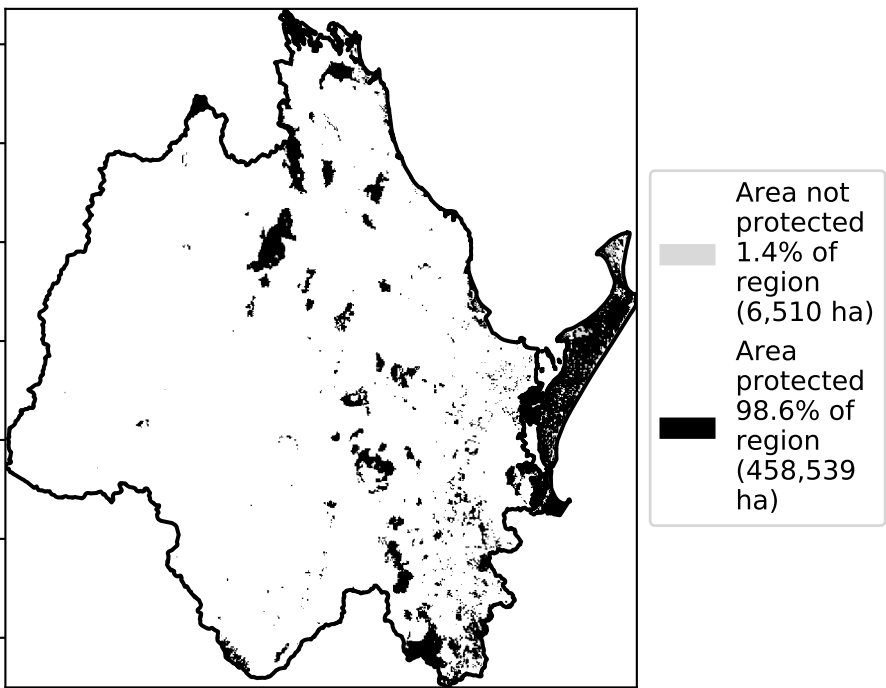 Area not
protected
1.4% of
region
(6,510 ha)
Area
protected
98.6% of
region
(458,539
ha)